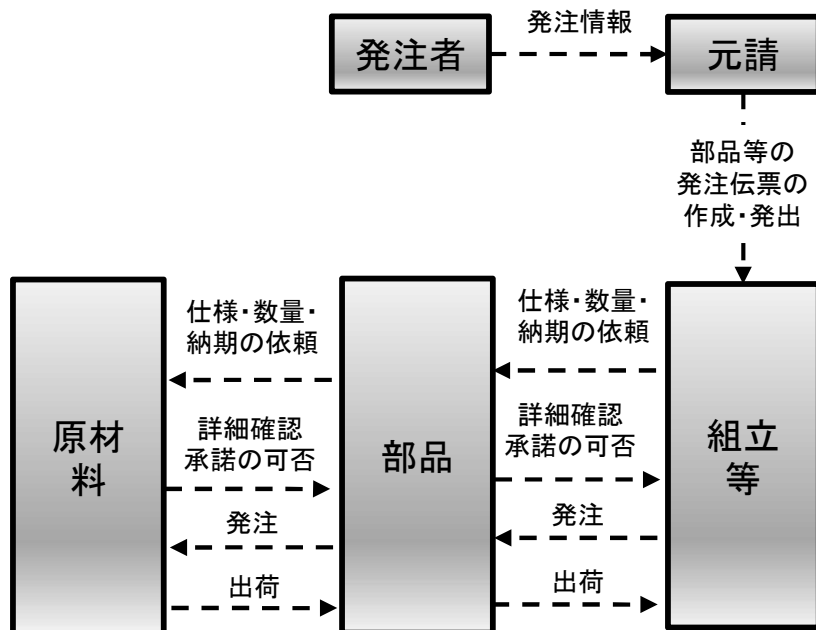 発注者
発注情報
元請
部品等の
発注伝票の
作成・発出
原材
料
仕様・数量・
納期の依頼
詳細確認
承諾の可否
発注
出荷
部品
仕様・数量・
納期の依頼
詳細確認
承諾の可否
発注
出荷
組立
等